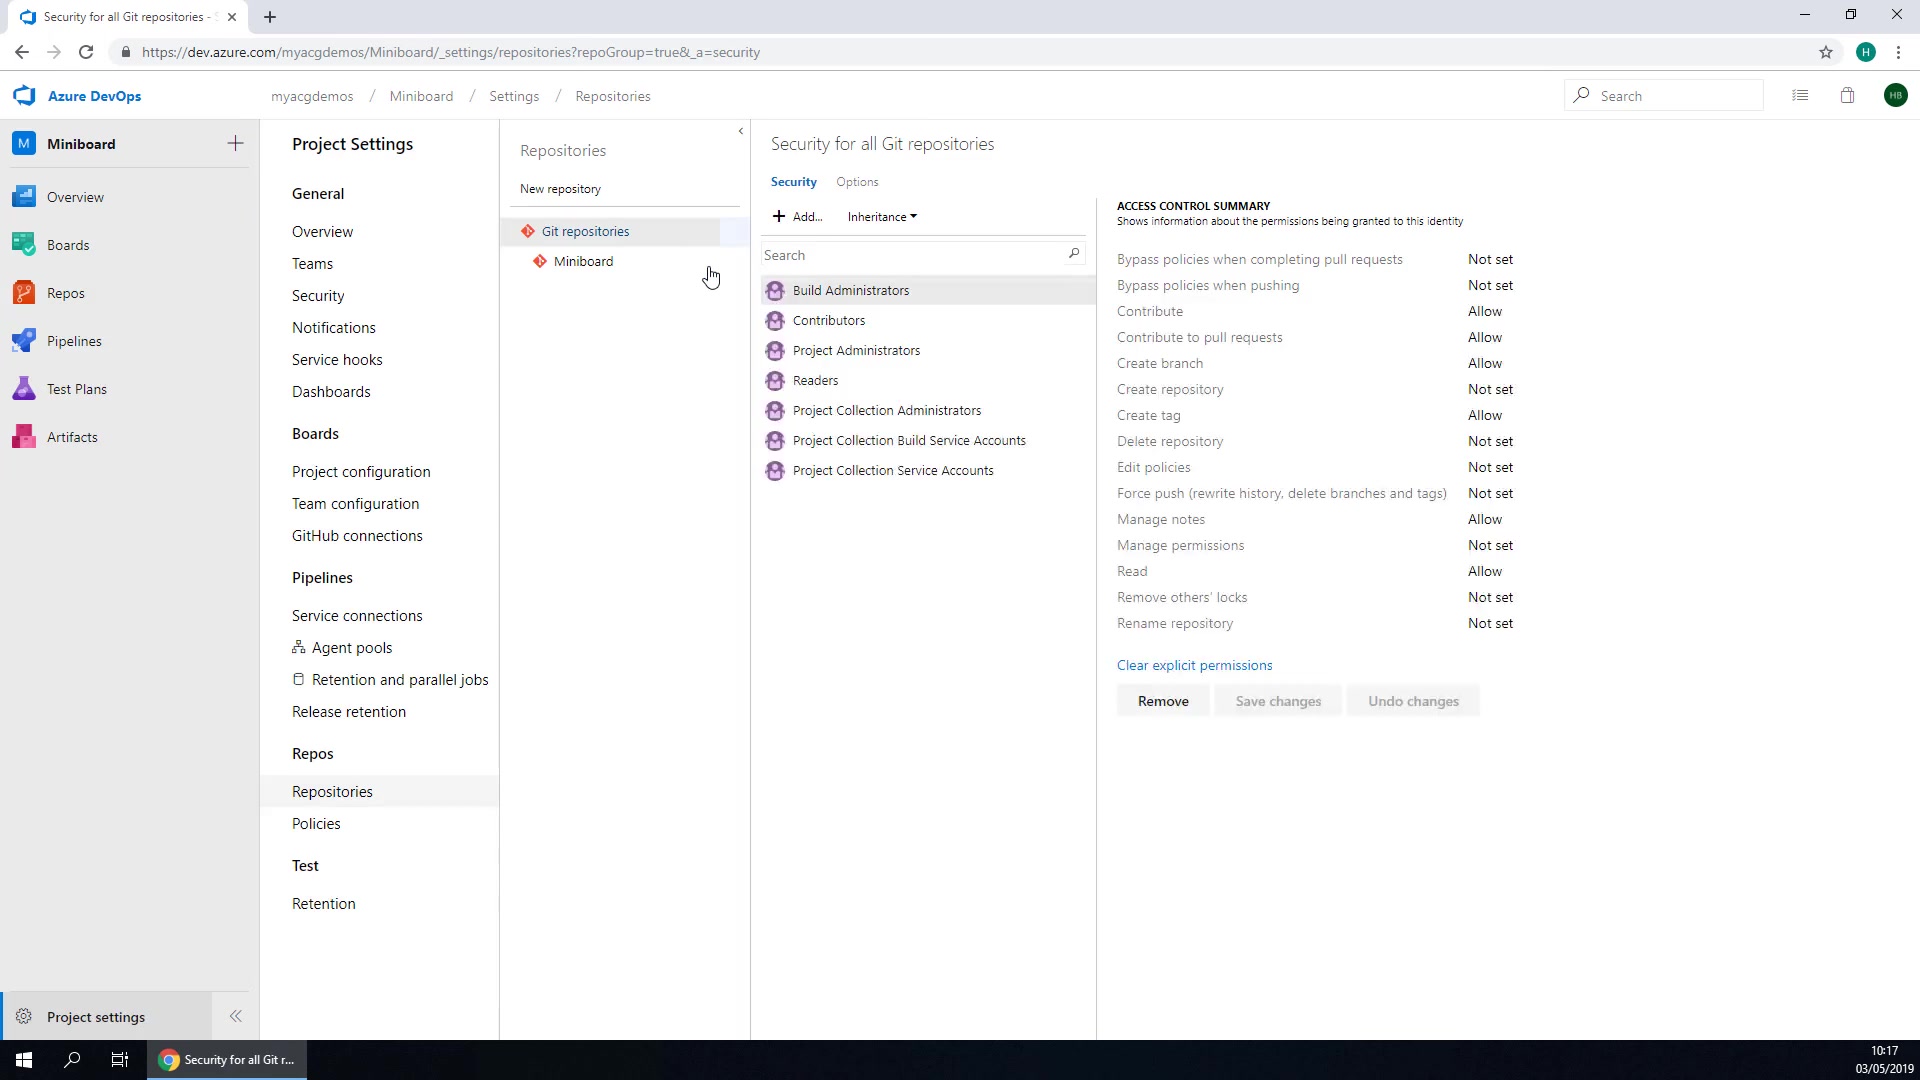 Security for all Git repositories - S
https://dev.azure.com/myacgdemos/Miniboard/_settings/repositories?repoGroup=true&_a=security
H
Azure DevOps
myacgdemos / Miniboard / Settings / Repositories
Search
HB
M Miniboard
Overview
Boards
Repos
Pipelines
Test Plans
Artifacts
Project settings
Project Settings
General
Overview
Teams
Security
Notifications
Service hooks
Dashboards
Boards
Project configuration
Team configuration
GitHub connections
Pipelines
Service connections
Agent pools
Retention and parallel jobs
Release retention
Repos
Repositories
Policies
Test
Retention
Repositories
New repository
Git repositories
Miniboard
Security for all Git repositories
Security Options
Add... Inheritance
Search
Build Administrators
Contributors
Project Administrators
Readers
Project Collection Administrators
Project Collection Build Service Accounts
Project Collection Service Accounts
ACCESS CONTROL SUMMARY
Shows information about the permissions being granted to this identity
Bypass policies when completing pull requests Not set
Bypass policies when pushing Not set
Contribute Allow
Contribute to pull requests Allow
Create branch Allow
Create repository Not set
Create tag Allow
Delete repository Not set
Edit policies Not set
Force push (rewrite history, delete branches and tags) Not set
Manage notes Allow
Manage permissions Not set
Read Allow
Remove others' locks Not set
Rename repository Not set
Clear explicit permissions
Remove Save changes Undo changes
Security for all Git r...
10:17
03/05/2019